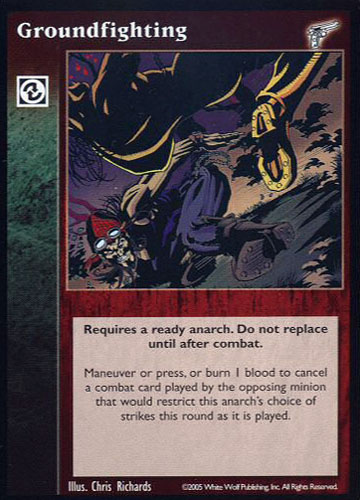 Groundfighting
Requires a ready anarch. Do not replace
until after combat.
Maneuver or press, or burn 1 blood to cancel
a combat card played by the opposing minion
that would restrict this anarch's choice of
strikes this round as it is played.
Illus. Chris Richards
©2005 White Wolf Publishing, Inc. All Rights Reserved.